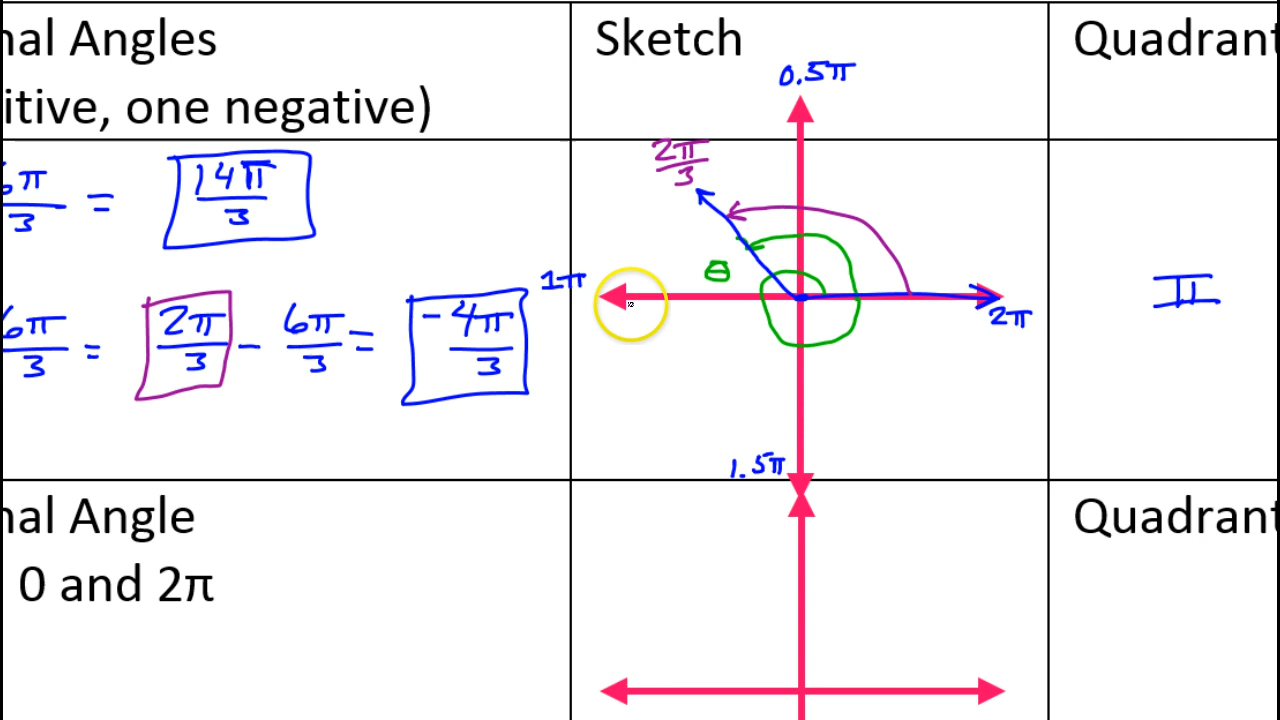 nal Angles
itive, one negative)
Sketch
Quadrant
0.5π
2π/3
6π/3 = 14π/3
1π
θ
2π
II
6π/3 = 2π/3 - 6π/3 = -4π/3
1.5π
nal Angle
0 and 2π
Quadrant